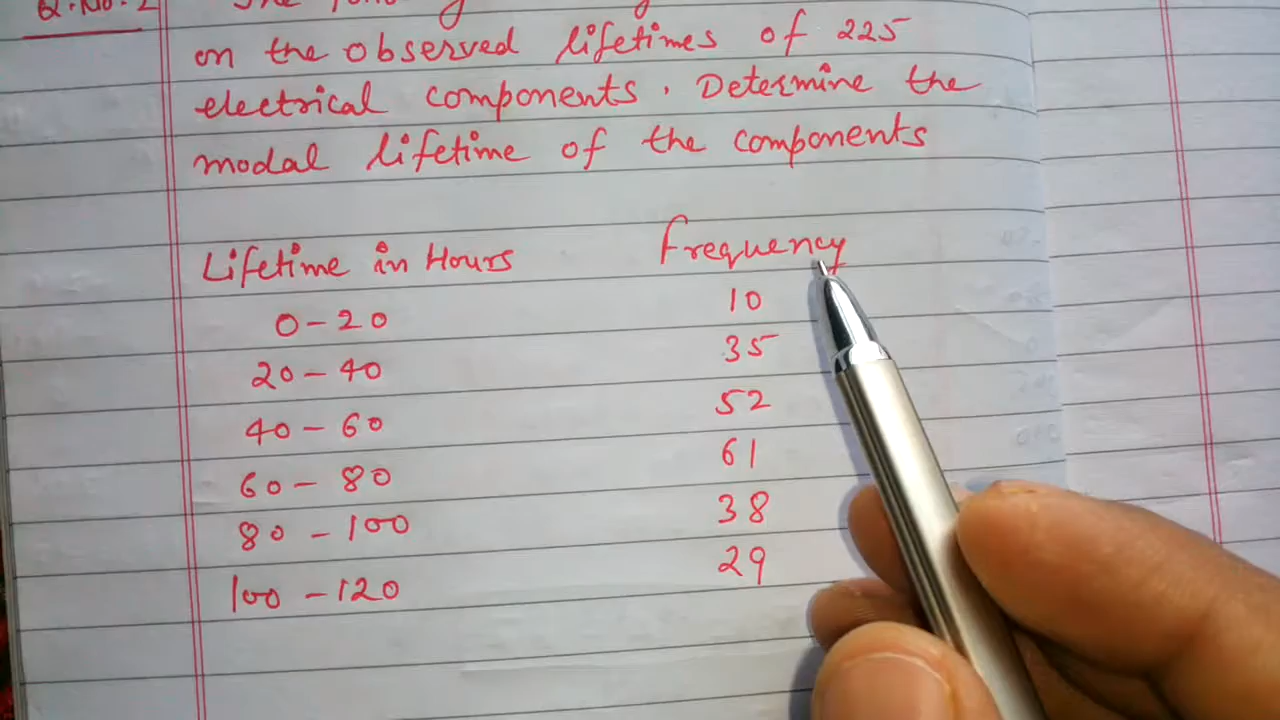 on the observed lifetimes of 225
electrical components. Determine the
modal lifetime of the components
Lifetime in Hours Frequency
0-20 10
20-40 35
40-60 52
60-80 61
80-100 38
100-120 29